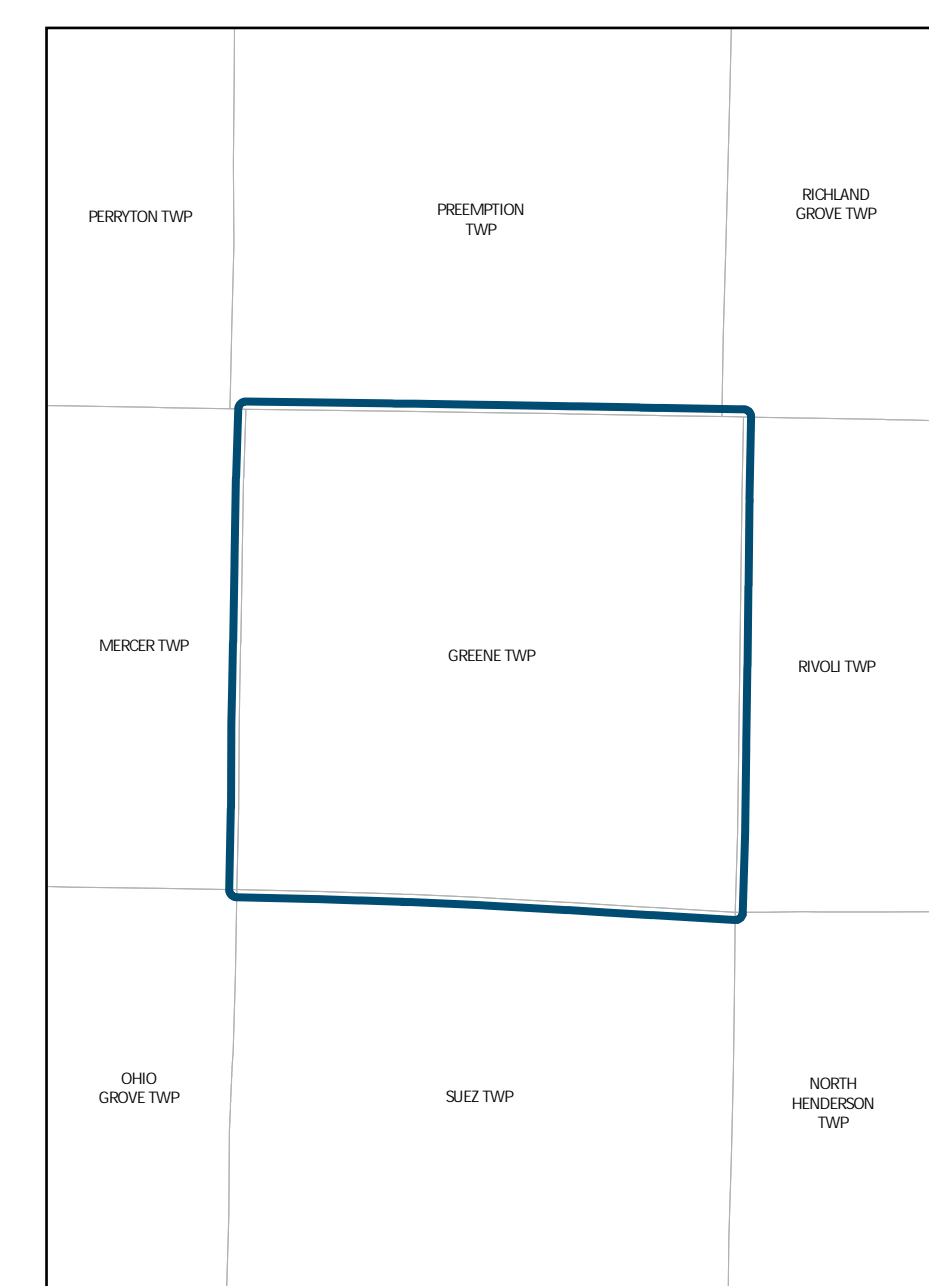 PERRYTON TWP
PREEMPTION
TWP
RICHLAND
GROVE TWP
MERCER TWP
GREENE TWP
RIVOLI TWP
OHIO
GROVE TWP
SUEZ TWP
NORTH
HENDERSON
TWP